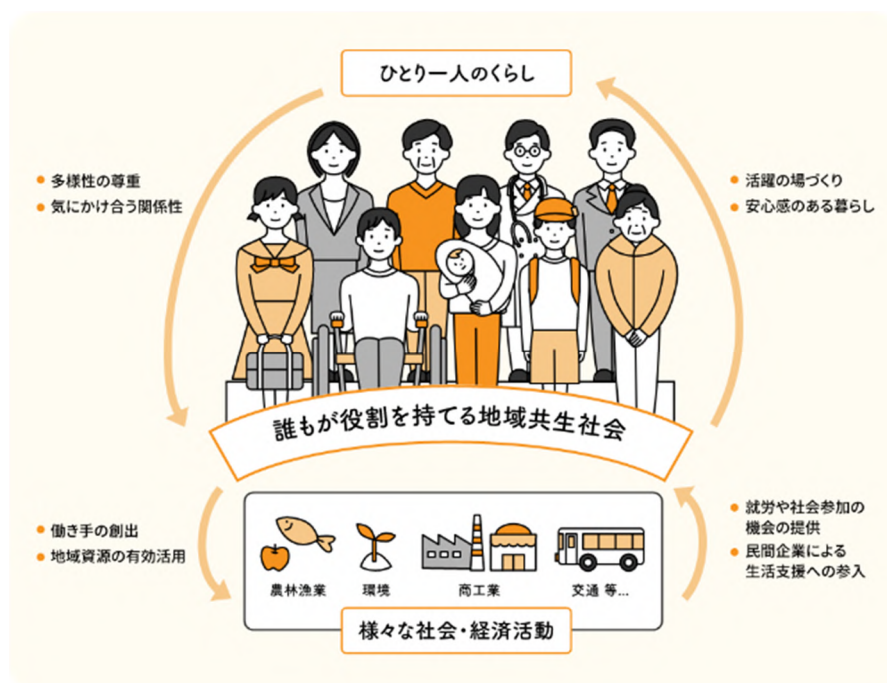 ひとり一人のくらし
● 多様性の尊重
● 気にかけ合う関係性
● 活躍の場づくり
● 安心感のある暮らし
誰もが役割を持てる地域共生社会
● 働き手の創出
● 地域資源の有効活用
● 就労や社会参加の
機会の提供
● 民間企業による
生活支援への参入
農林漁業
環境
商工業
交通 等...
様々な社会・経済活動